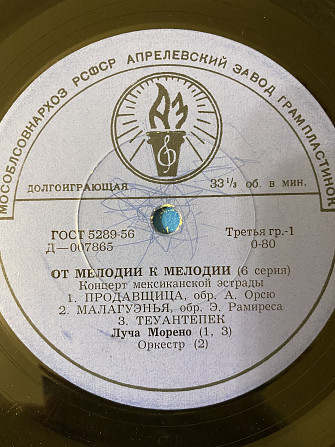 МОСОБЛСОВНАРХОЗ РСФСР АПРЕЛЕВСКИЙ ЗАВОД ГРАМПЛАСТИНОК
АЗ
ДОЛГОИГРАЮЩАЯ 33⅓ об. в мин.
ГОСТ 5289-56 Третья гр.-1
Д—007865 0-80
ОТ МЕЛОДИИ К МЕЛОДИИ (6 серия)
Концерт мексиканской эстрады
1. ПРОДАВЩИЦА, обр. А. Орсю
2. МАЛАГУЭНЬЯ, обр. Э. Рамиреса
3. ТЕУАНТЕПЕК
Луча Морено (1, 3)
Оркестр (2)